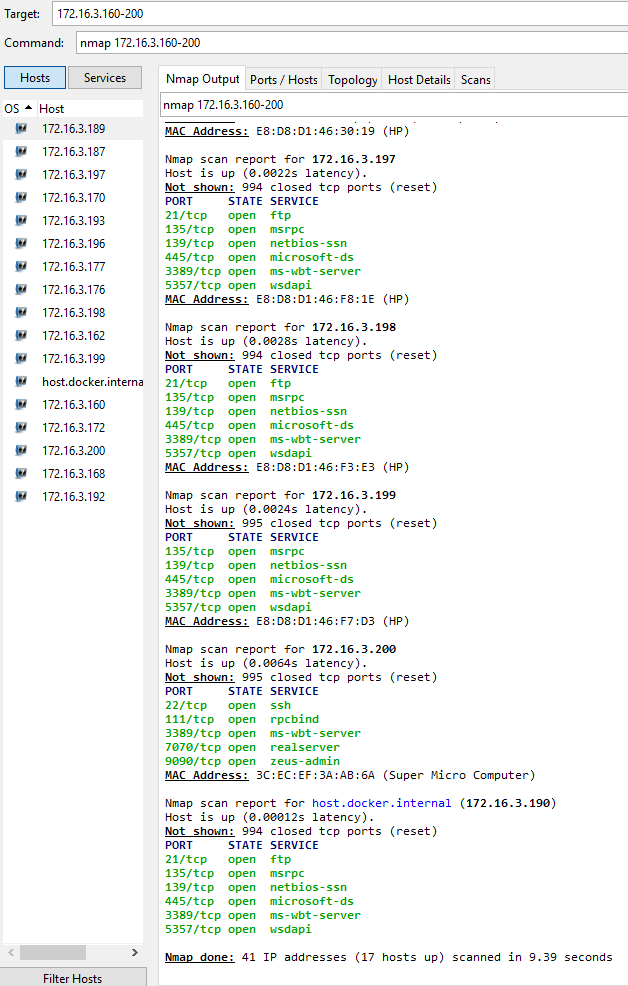 Target: 172.16.3.160-200
Command: nmap 172.16.3.160-200
Hosts Services
OS Host
172.16.3.189
172.16.3.187
172.16.3.197
172.16.3.170
172.16.3.193
172.16.3.196
172.16.3.177
172.16.3.176
172.16.3.198
172.16.3.162
172.16.3.199
host.docker.interna
172.16.3.160
172.16.3.172
172.16.3.200
172.16.3.168
172.16.3.192
Filter Hosts
Nmap Output Ports / Hosts Topology Host Details Scans
nmap 172.16.3.160-200
MAC Address: E8:D8:D1:46:30:19 (HP)
Nmap scan report for 172.16.3.197
Host is up (0.0022s latency).
Not shown: 994 closed tcp ports (reset)
PORT STATE SERVICE
21/tcp open ftp
135/tcp open msrpc
139/tcp open netbios-ssn
445/tcp open microsoft-ds
3389/tcp open ms-wbt-server
5357/tcp open wsdapi
MAC Address: E8:D8:D1:46:F8:1E (HP)
Nmap scan report for 172.16.3.198
Host is up (0.0028s latency).
Not shown: 994 closed tcp ports (reset)
PORT STATE SERVICE
21/tcp open ftp
135/tcp open msrpc
139/tcp open netbios-ssn
445/tcp open microsoft-ds
3389/tcp open ms-wbt-server
5357/tcp open wsdapi
MAC Address: E8:D8:D1:46:F3:E3 (HP)
Nmap scan report for 172.16.3.199
Host is up (0.0024s latency).
Not shown: 995 closed tcp ports (reset)
PORT STATE SERVICE
135/tcp open msrpc
139/tcp open netbios-ssn
445/tcp open microsoft-ds
3389/tcp open ms-wbt-server
5357/tcp open wsdapi
MAC Address: E8:D8:D1:46:F7:D3 (HP)
Nmap scan report for 172.16.3.200
Host is up (0.0064s latency).
Not shown: 995 closed tcp ports (reset)
PORT STATE SERVICE
22/tcp open ssh
111/tcp open rpcbind
3389/tcp open ms-wbt-server
7070/tcp open realserver
9090/tcp open zeus-admin
MAC Address: 3C:EC:EF:3A:AB:6A (Super Micro Computer)
Nmap scan report for host.docker.internal (172.16.3.190)
Host is up (0.00012s latency).
Not shown: 994 closed tcp ports (reset)
PORT STATE SERVICE
21/tcp open ftp
135/tcp open msrpc
139/tcp open netbios-ssn
445/tcp open microsoft-ds
3389/tcp open ms-wbt-server
5357/tcp open wsdapi
Nmap done: 41 IP addresses (17 hosts up) scanned in 9.39 seconds